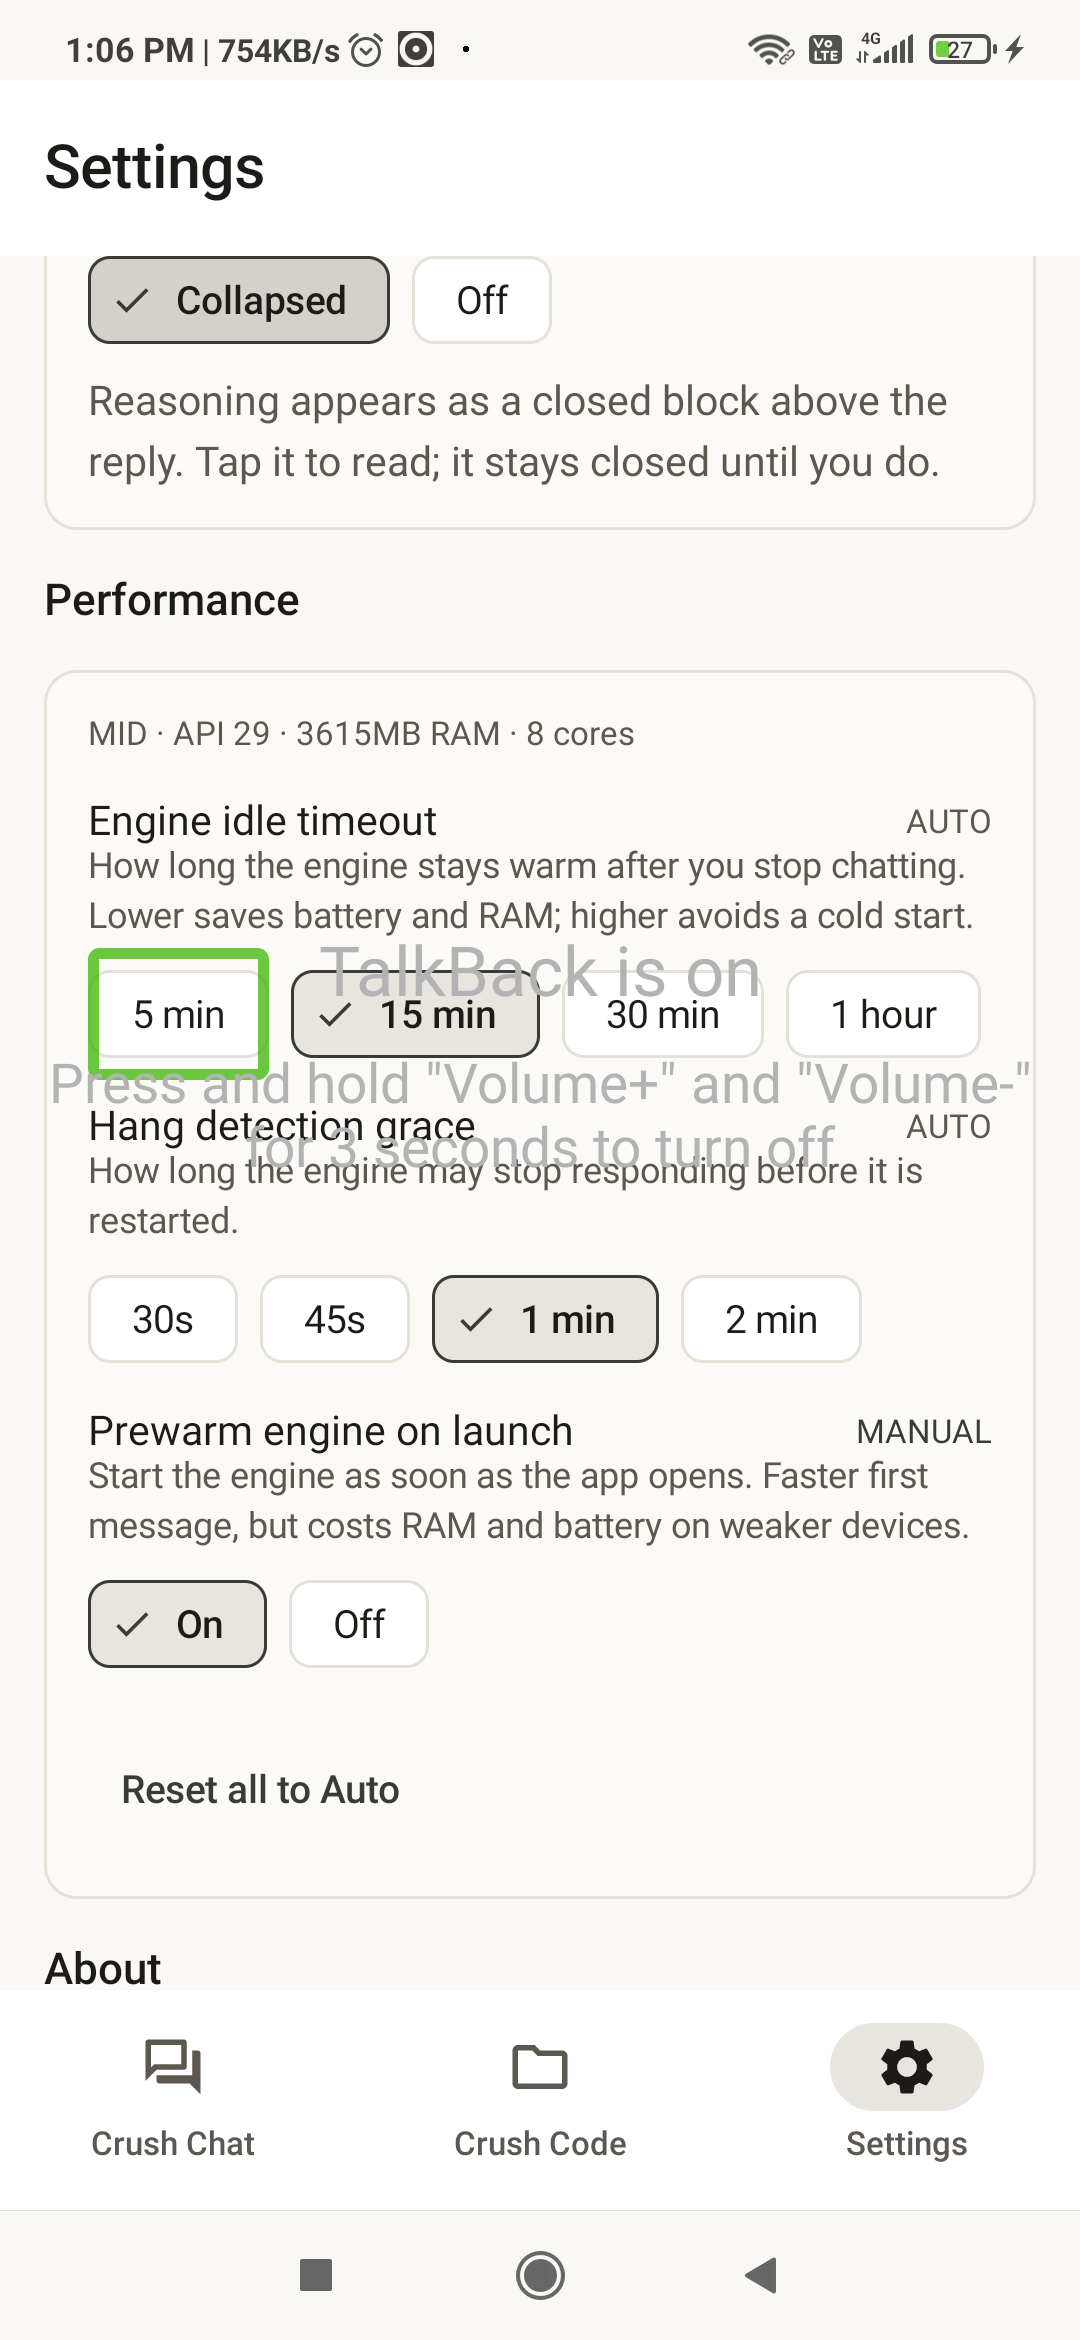 1:06 PM | 754KB/s
Vo LTE
4G
27
Settings
Collapsed
Off
Reasoning appears as a closed block above the
reply. Tap it to read; it stays closed until you do.
Performance
MID · API 29 · 3615MB RAM · 8 cores
Engine idle timeout
AUTO
How long the engine stays warm after you stop chatting.
Lower saves battery and RAM; higher avoids a cold start.
TalkBack is on
5 min
15 min
30 min
1 hour
Press and hold "Volume+" and "Volume-"
for 3 seconds to turn off
Hang detection grace
AUTO
How long the engine may stop responding before it is
restarted.
30s
45s
1 min
2 min
Prewarm engine on launch
MANUAL
Start the engine as soon as the app opens. Faster first
message, but costs RAM and battery on weaker devices.
On
Off
Reset all to Auto
About
Crush Chat
Crush Code
Settings